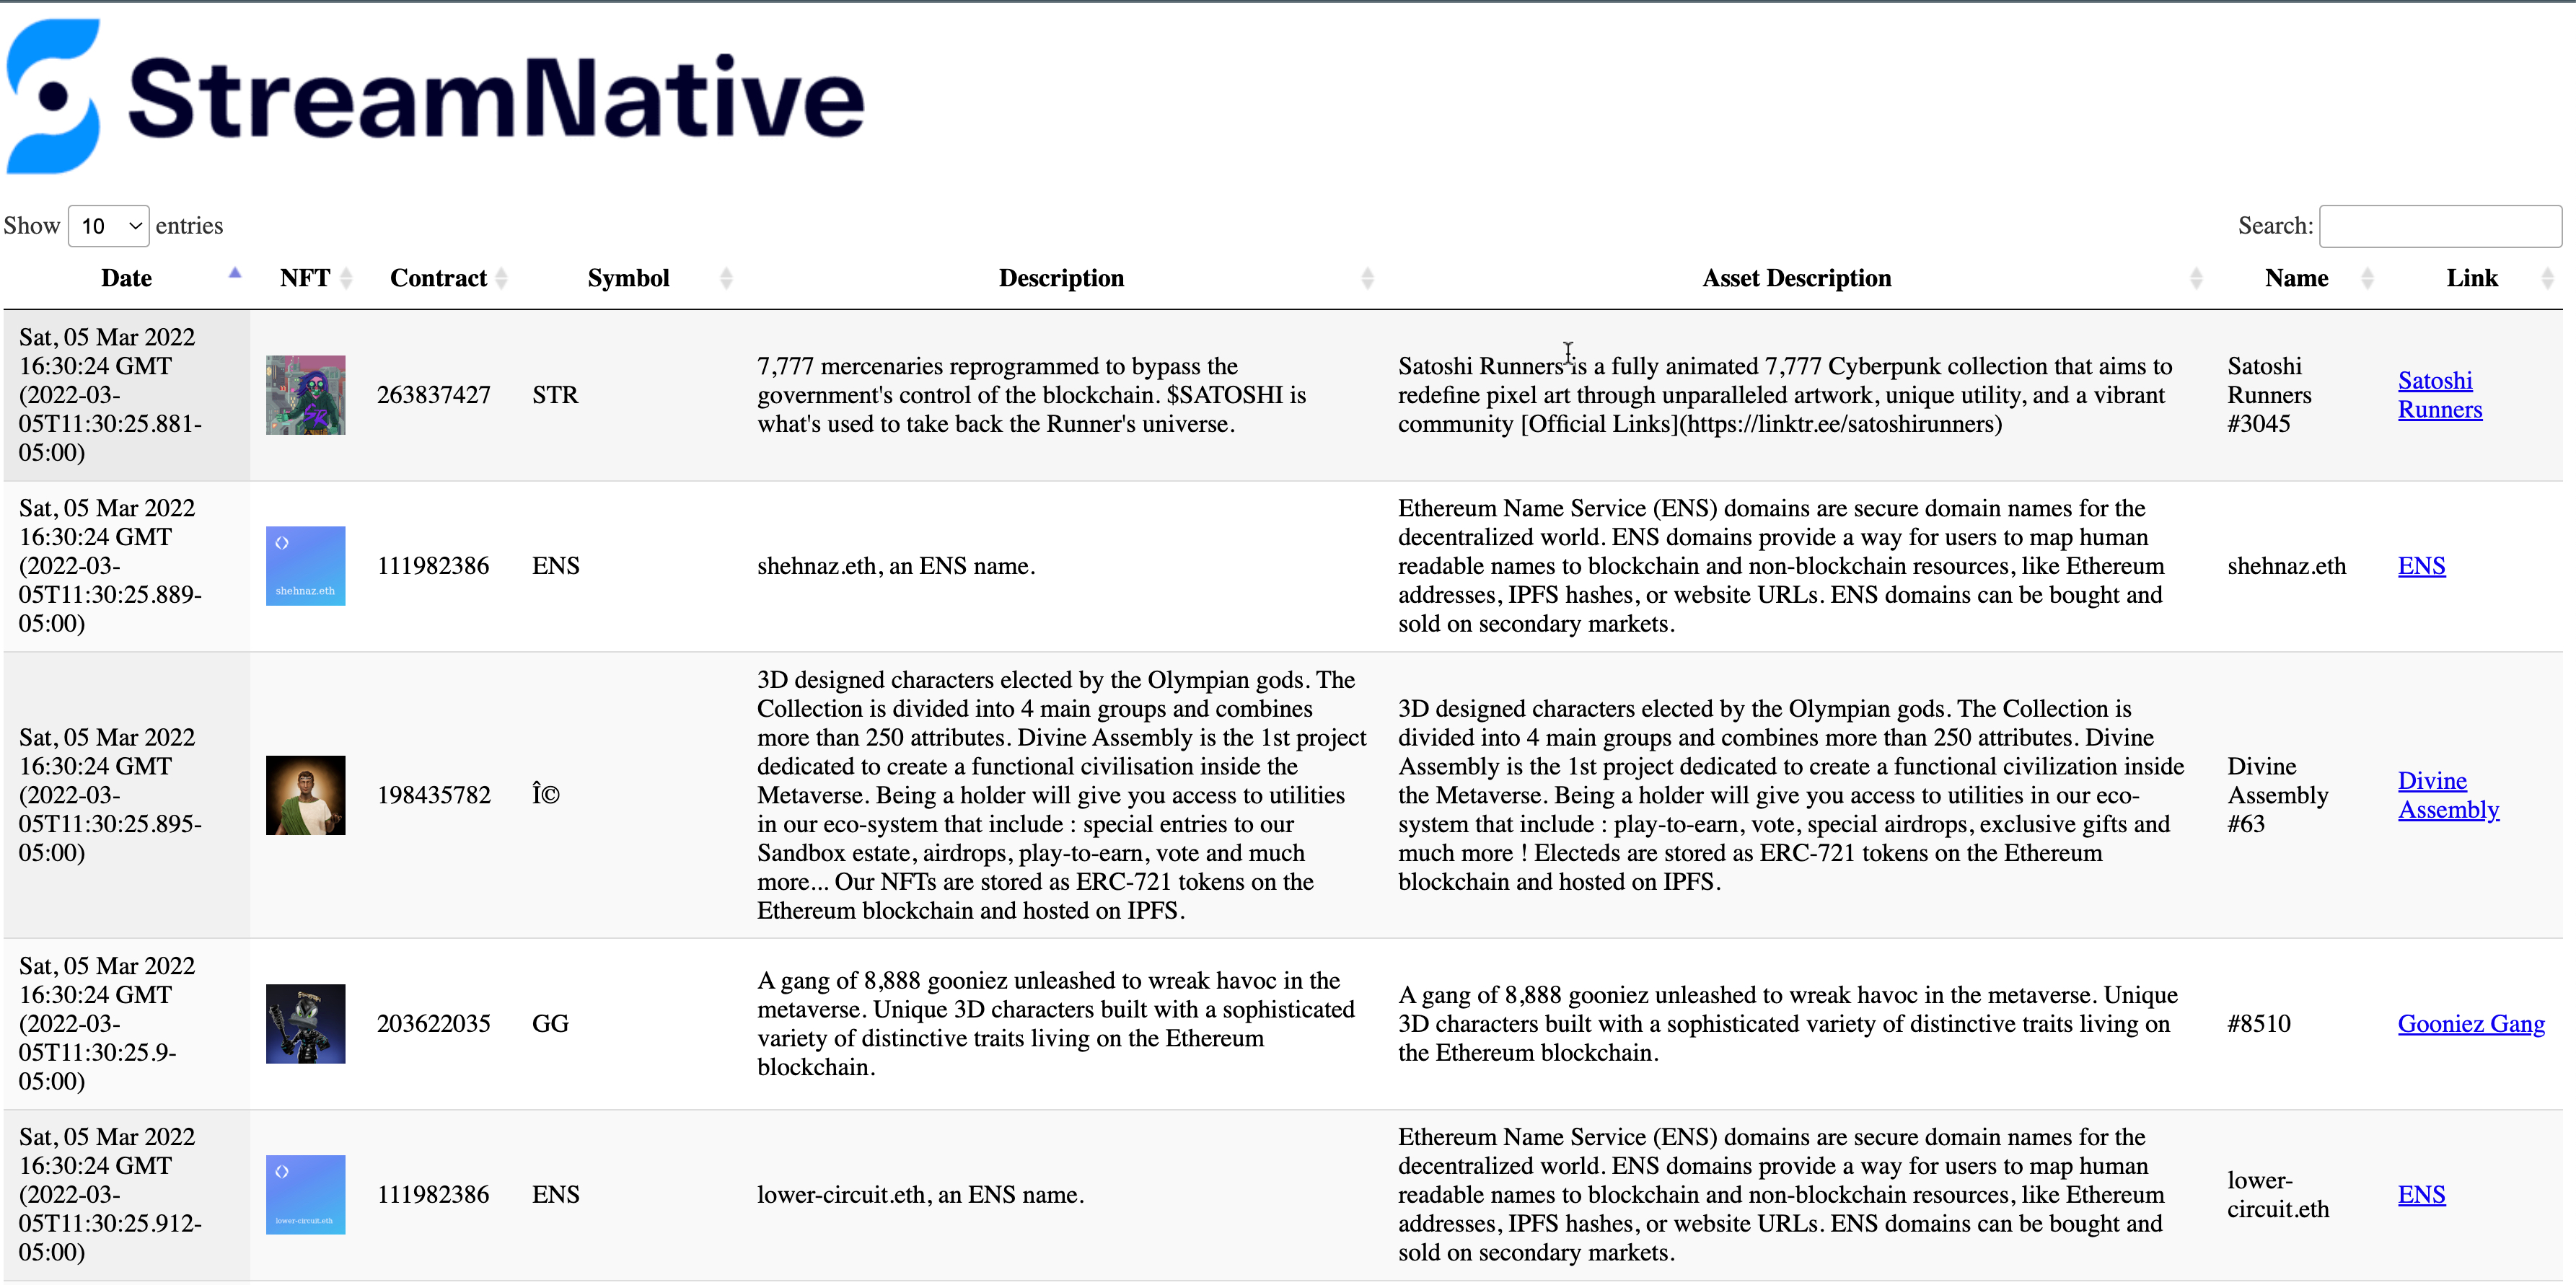 StreamNative
Show 10 entries
Search:
Date NFT Contract Symbol Description Asset Description Name Link
Sat, 05 Mar 2022
16:30:24 GMT
(2022-03-
05T11:30:25.881-
05:00)
263837427
STR
7,777 mercenaries reprogrammed to bypass the
government's control of the blockchain. $SATOSHI is
what's used to take back the Runner's universe.
Satoshi Runners is a fully animated 7,777 Cyberpunk collection that aims to
redefine pixel art through unparalleled artwork, unique utility, and a vibrant
community [Official Links](https://linktr.ee/satoshirunners)
Satoshi
Runners
#3045
Satoshi
Runners
Sat, 05 Mar 2022
16:30:24 GMT
(2022-03-
05T11:30:25.889-
05:00)
shehnaz.eth
111982386
ENS
shehnaz.eth, an ENS name.
Ethereum Name Service (ENS) domains are secure domain names for the
decentralized world. ENS domains provide a way for users to map human
readable names to blockchain and non-blockchain resources, like Ethereum
addresses, IPFS hashes, or website URLs. ENS domains can be bought and
sold on secondary markets.
shehnaz.eth
ENS
Sat, 05 Mar 2022
16:30:24 GMT
(2022-03-
05T11:30:25.895-
05:00)
198435782
Î©
3D designed characters elected by the Olympian gods. The
Collection is divided into 4 main groups and combines
more than 250 attributes. Divine Assembly is the 1st project
dedicated to create a functional civilisation inside the
Metaverse. Being a holder will give you access to utilities
in our eco-system that include : special entries to our
Sandbox estate, airdrops, play-to-earn, vote and much
more... Our NFTs are stored as ERC-721 tokens on the
Ethereum blockchain and hosted on IPFS.
3D designed characters elected by the Olympian gods. The Collection is
divided into 4 main groups and combines more than 250 attributes. Divine
Assembly is the 1st project dedicated to create a functional civilization inside
the Metaverse. Being a holder will give you access to utilities in our eco-
system that include : play-to-earn, vote, special airdrops, exclusive gifts and
much more ! Electeds are stored as ERC-721 tokens on the Ethereum
blockchain and hosted on IPFS.
Divine
Assembly
#63
Divine
Assembly
Sat, 05 Mar 2022
16:30:24 GMT
(2022-03-
05T11:30:25.9-
05:00)
203622035
GG
A gang of 8,888 gooniez unleashed to wreak havoc in the
metaverse. Unique 3D characters built with a sophisticated
variety of distinctive traits living on the Ethereum
blockchain.
A gang of 8,888 gooniez unleashed to wreak havoc in the metaverse. Unique
3D characters built with a sophisticated variety of distinctive traits living on
the Ethereum blockchain.
#8510
Gooniez Gang
Sat, 05 Mar 2022
16:30:24 GMT
(2022-03-
05T11:30:25.912-
05:00)
lower-circuit.eth
111982386
ENS
lower-circuit.eth, an ENS name.
Ethereum Name Service (ENS) domains are secure domain names for the
decentralized world. ENS domains provide a way for users to map human
readable names to blockchain and non-blockchain resources, like Ethereum
addresses, IPFS hashes, or website URLs. ENS domains can be bought and
sold on secondary markets.
lower-
circuit.eth
ENS